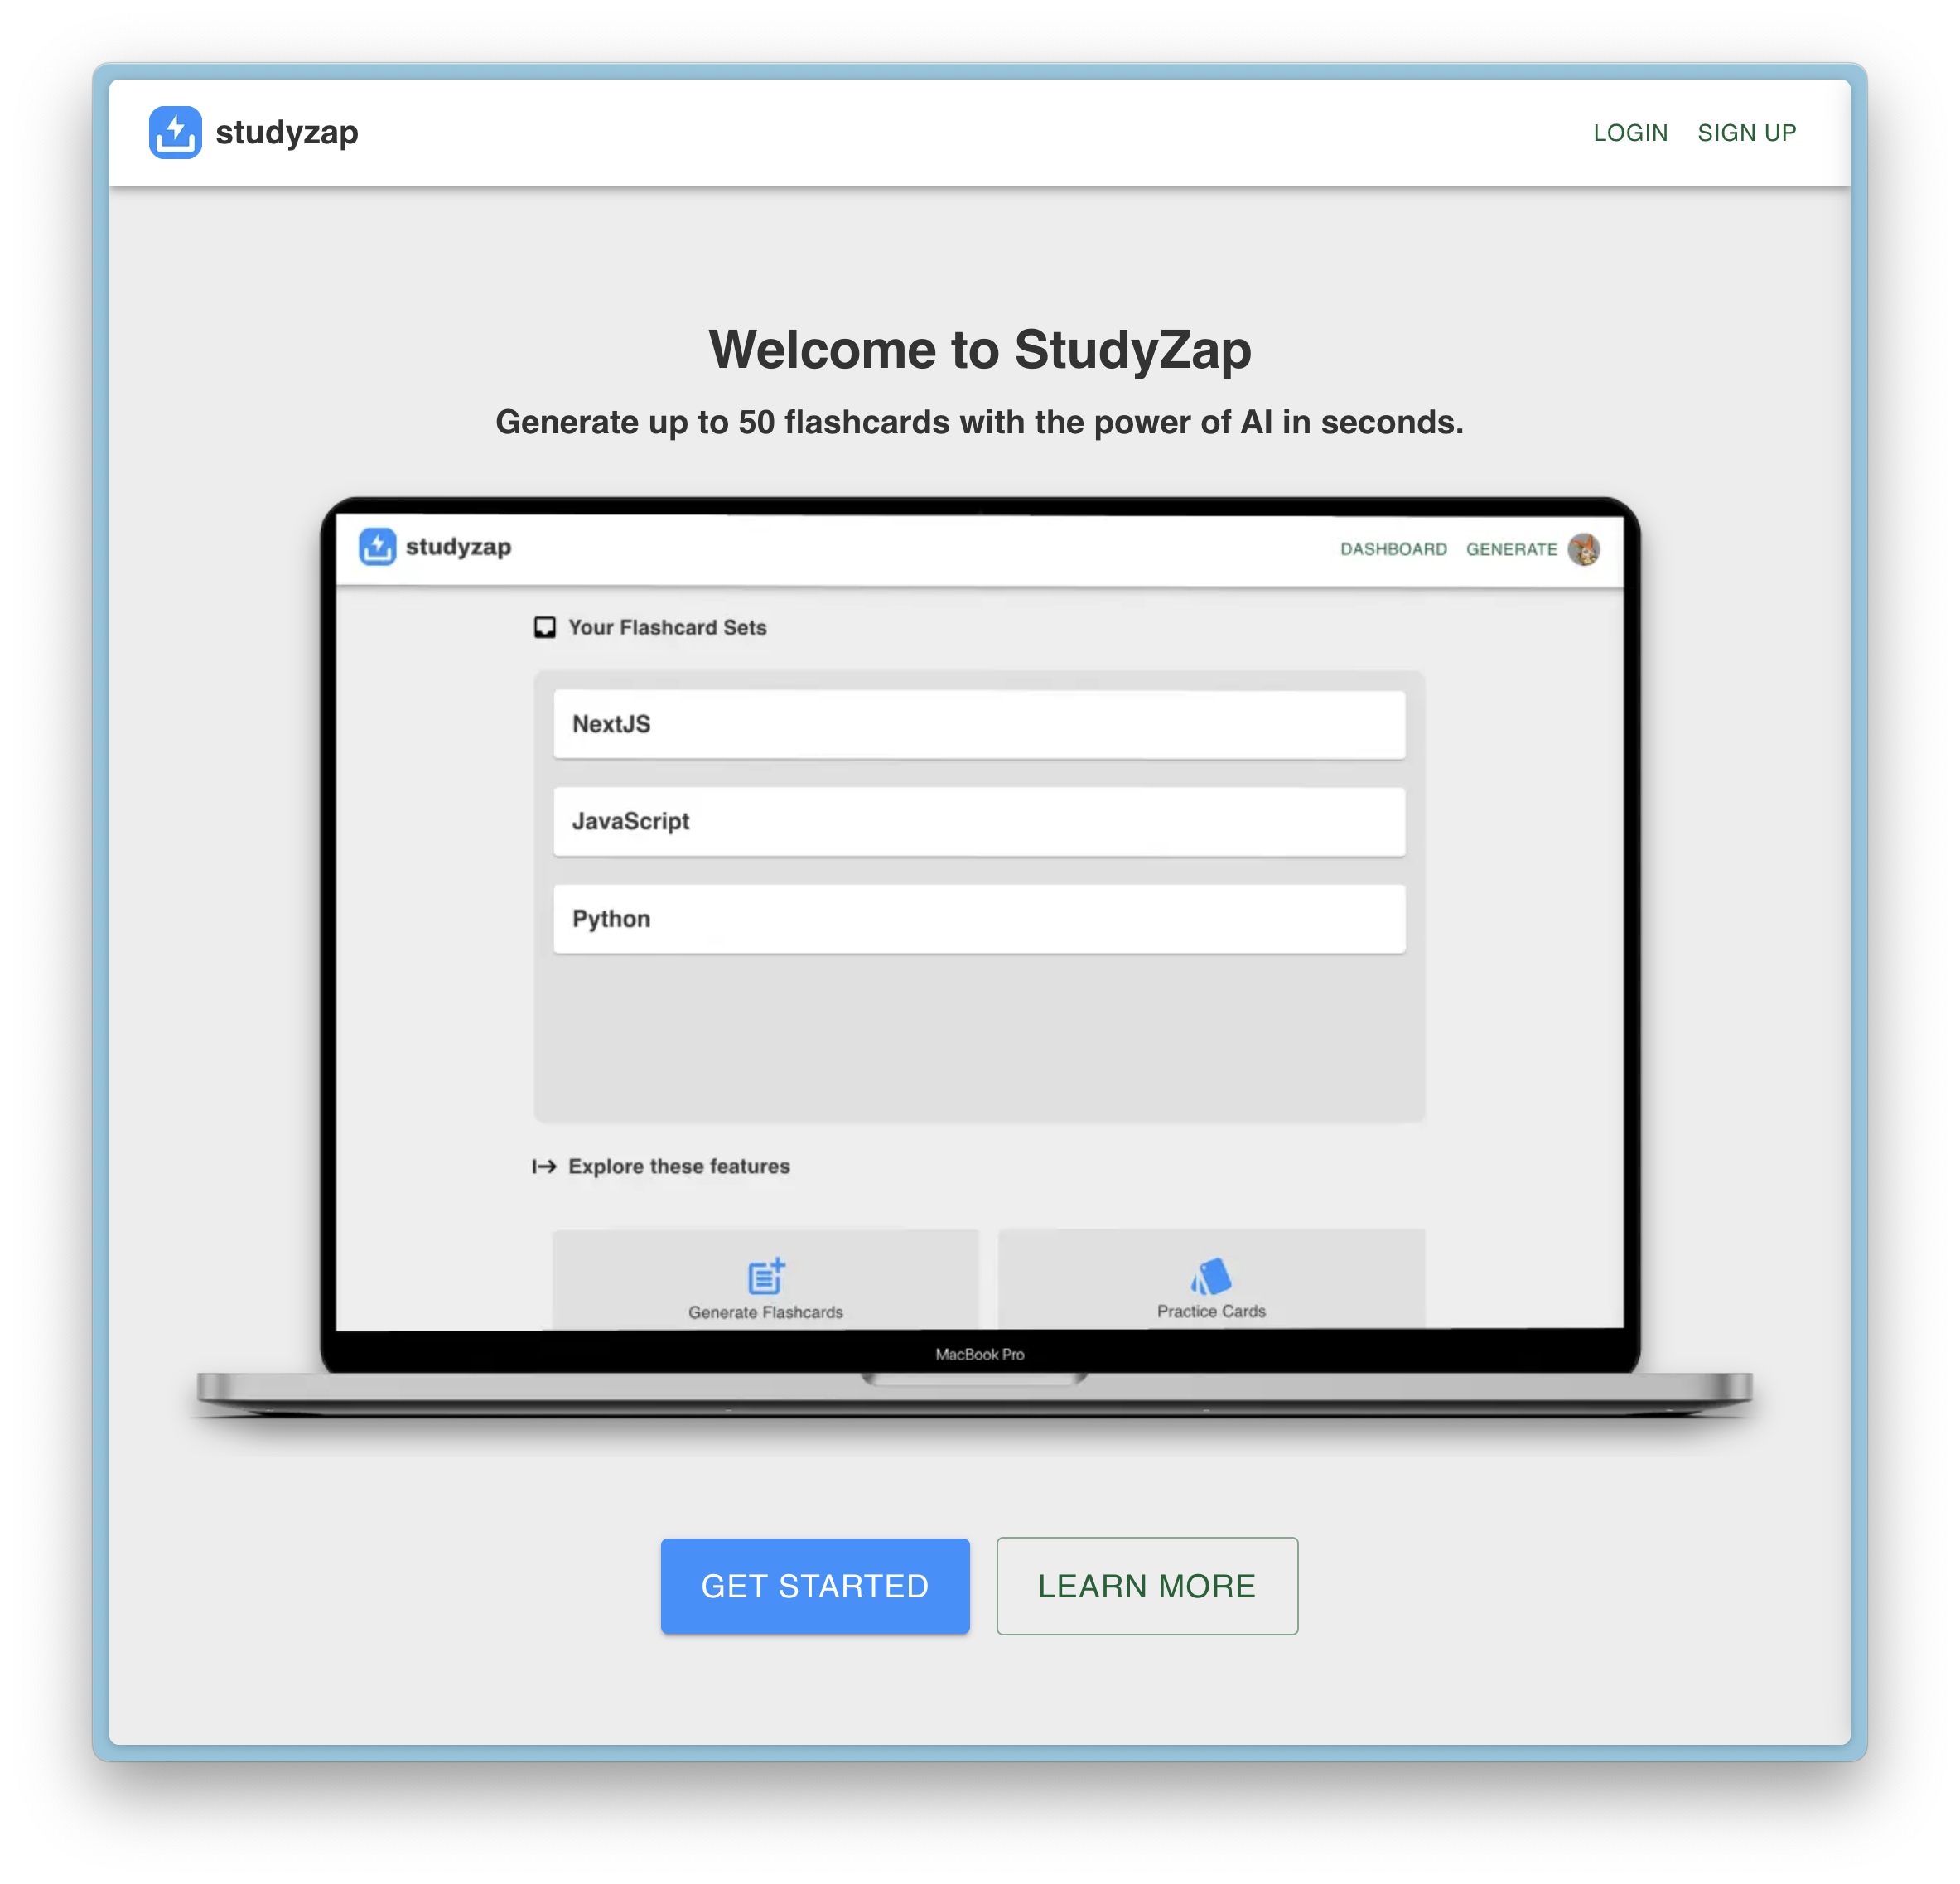 studyzap
LOGIN SIGN UP
Welcome to StudyZap
Generate up to 50 flashcards with the power of AI in seconds.
studyzap
DASHBOARD GENERATE
Your Flashcard Sets
NextJS
JavaScript
Python
Explore these features
Generate Flashcards
Practice Cards
MacBook Pro
GET STARTED
LEARN MORE